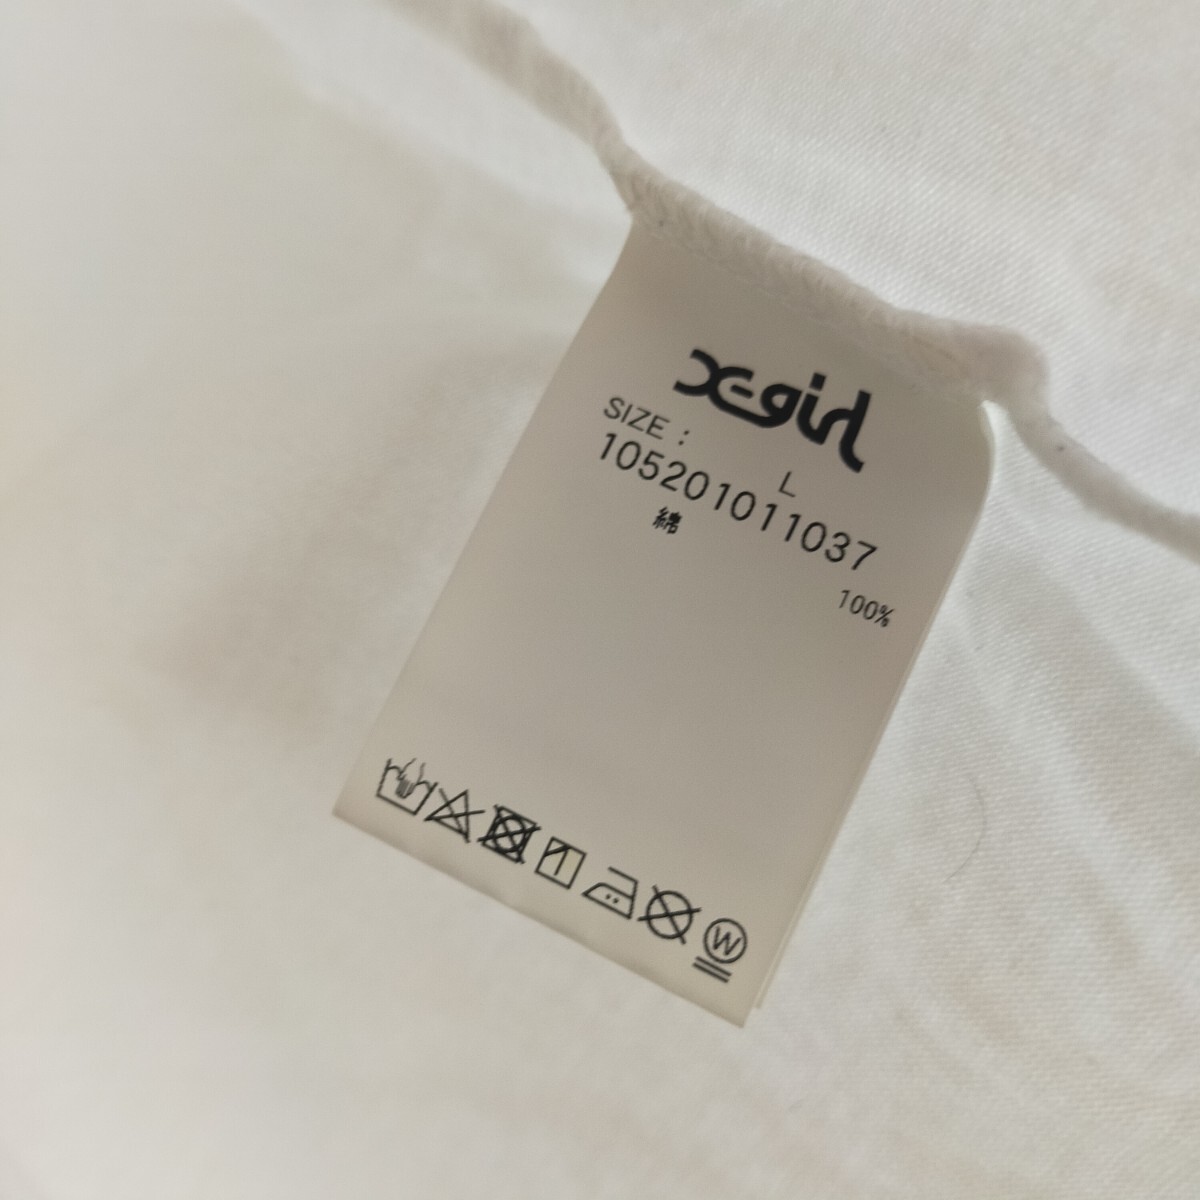 X-girl
SIZE : L
105201011037
綿 100%
W